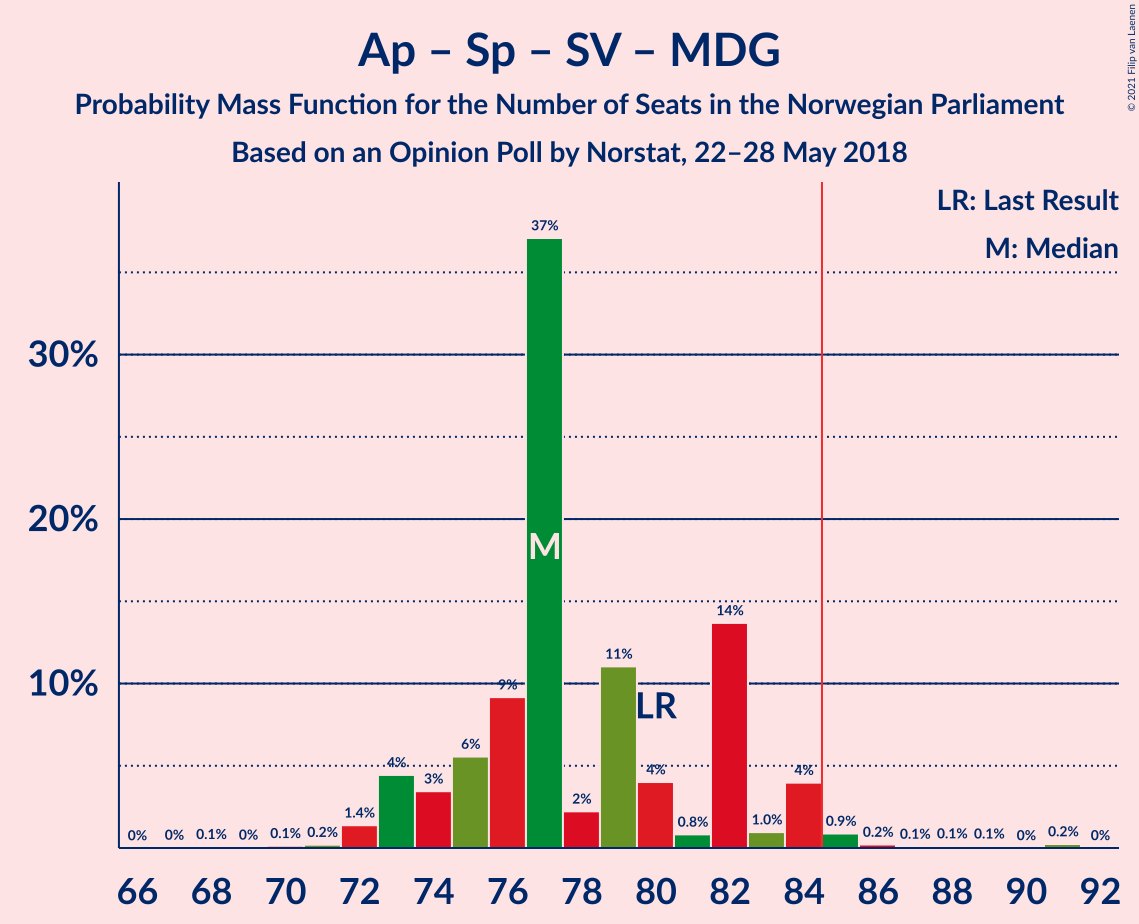 Ap – Sp – SV – MDG
Probability Mass Function for the Number of Seats in the Norwegian Parliament
Based on an Opinion Poll by Norstat, 22–28 May 2018
© 2021 Filip van Laenen
LR: Last Result
M: Median
30%
20%
10%
0% 0% 0.1% 0% 0.1% 0.2% 1.4% 4% 3% 6% 9% 37% 2% 11% 4% 0.8% 14% 1.0% 4% 0.9% 0.2% 0.1% 0.1% 0.1% 0% 0.2% 0%
M
LR
66 68 70 72 74 76 78 80 82 84 86 88 90 92